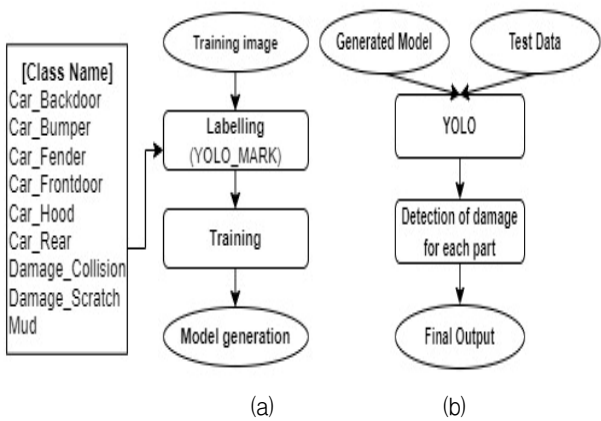 [Class Name]
Car_Backdoor
Car_Bumper
Car_Fender
Car_Frontdoor
Car_Hood
Car_Rear
Damage_Collision
Damage_Scratch
Mud
Training image
Labelling
(YOLO_MARK)
Training
Model generation
(a)
Generated Model
Test Data
YOLO
Detection of damage
for each part
Final Output
(b)